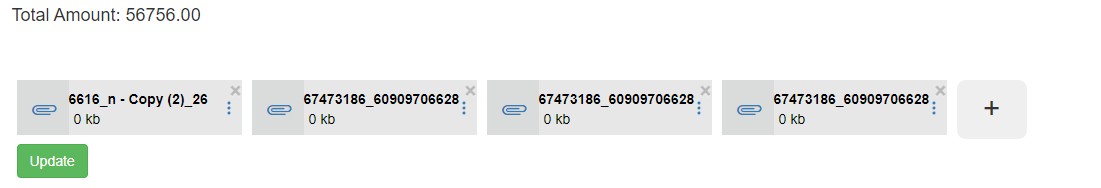 Total Amount: 56756.00
6616_n - Copy (2)_26
0 kb
67473186_60909706628
0 kb
67473186_60909706628
0 kb
67473186_60909706628
0 kb
+
Update